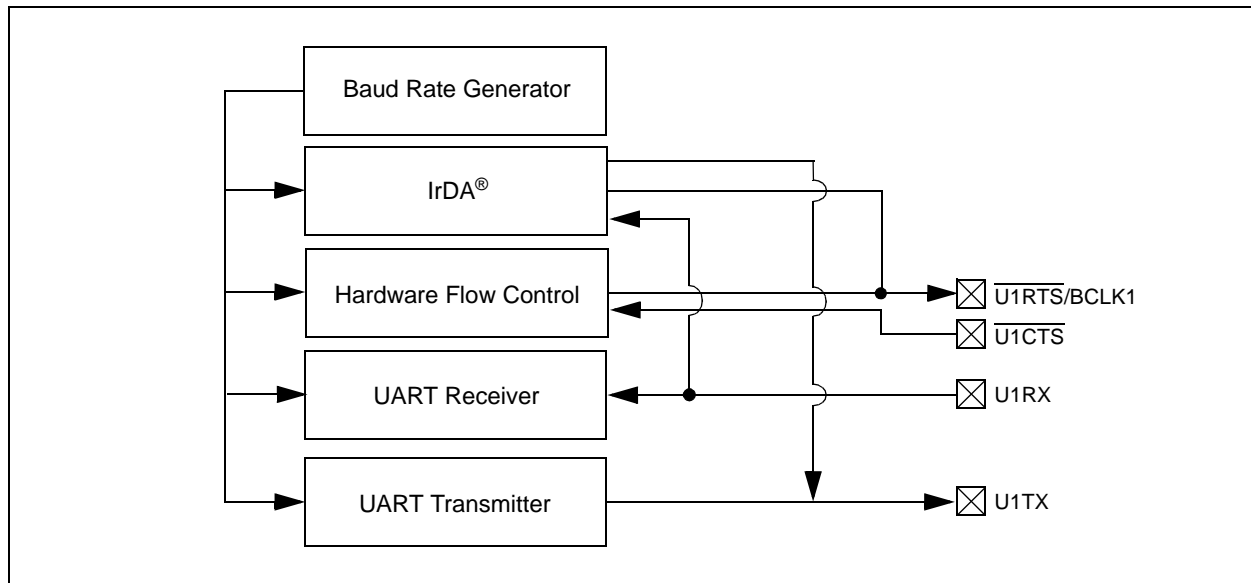 Baud Rate Generator
IrDA®
Hardware Flow Control
U1RTS/BCLK1
U1CTS
UART Receiver
U1RX
UART Transmitter
U1TX